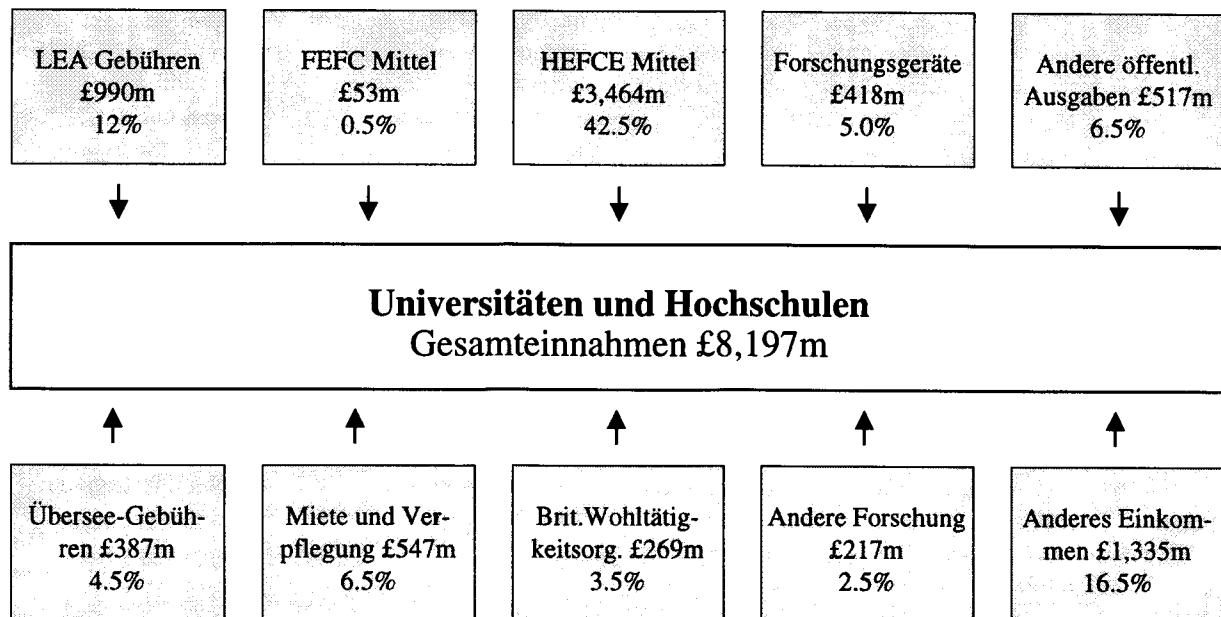 LEA Gebühren
£990m
12%
FEFC Mittel
£53m
0.5%
HEFCE Mittel
£3,464m
42.5%
Forschungsgeräte
£418m
5.0%
Andere öffentl.
Ausgaben £517m
6.5%
Universitäten und Hochschulen
Gesamteinnahmen £8,197m
Übersee-Gebüh-
ren £387m
4.5%
Miete und Ver-
pflegung £547m
6.5%
Brit.Wohltätig-
keitsorg. £269m
3.5%
Andere Forschung
£217m
2.5%
Anderes Einkom-
men £1,335m
16.5%